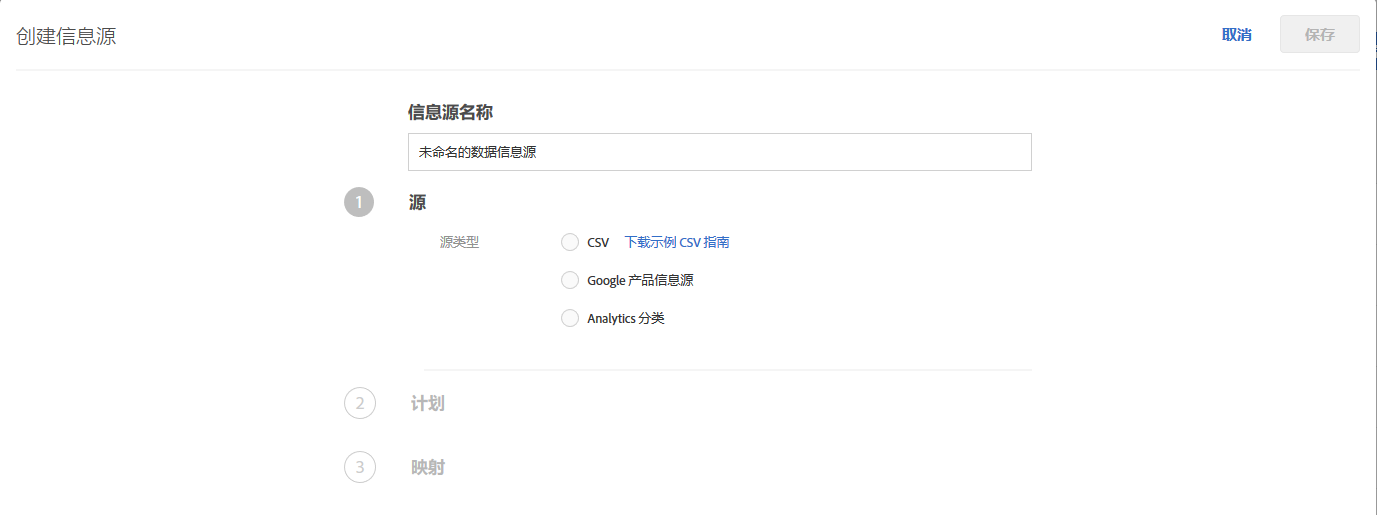 创建信息源
取消
保存
信息源名称
未命名的数据信息源
1
源
源类型
CSV 下载示例 CSV 指南
Google 产品信息源
Analytics 分类
2
计划
3
映射